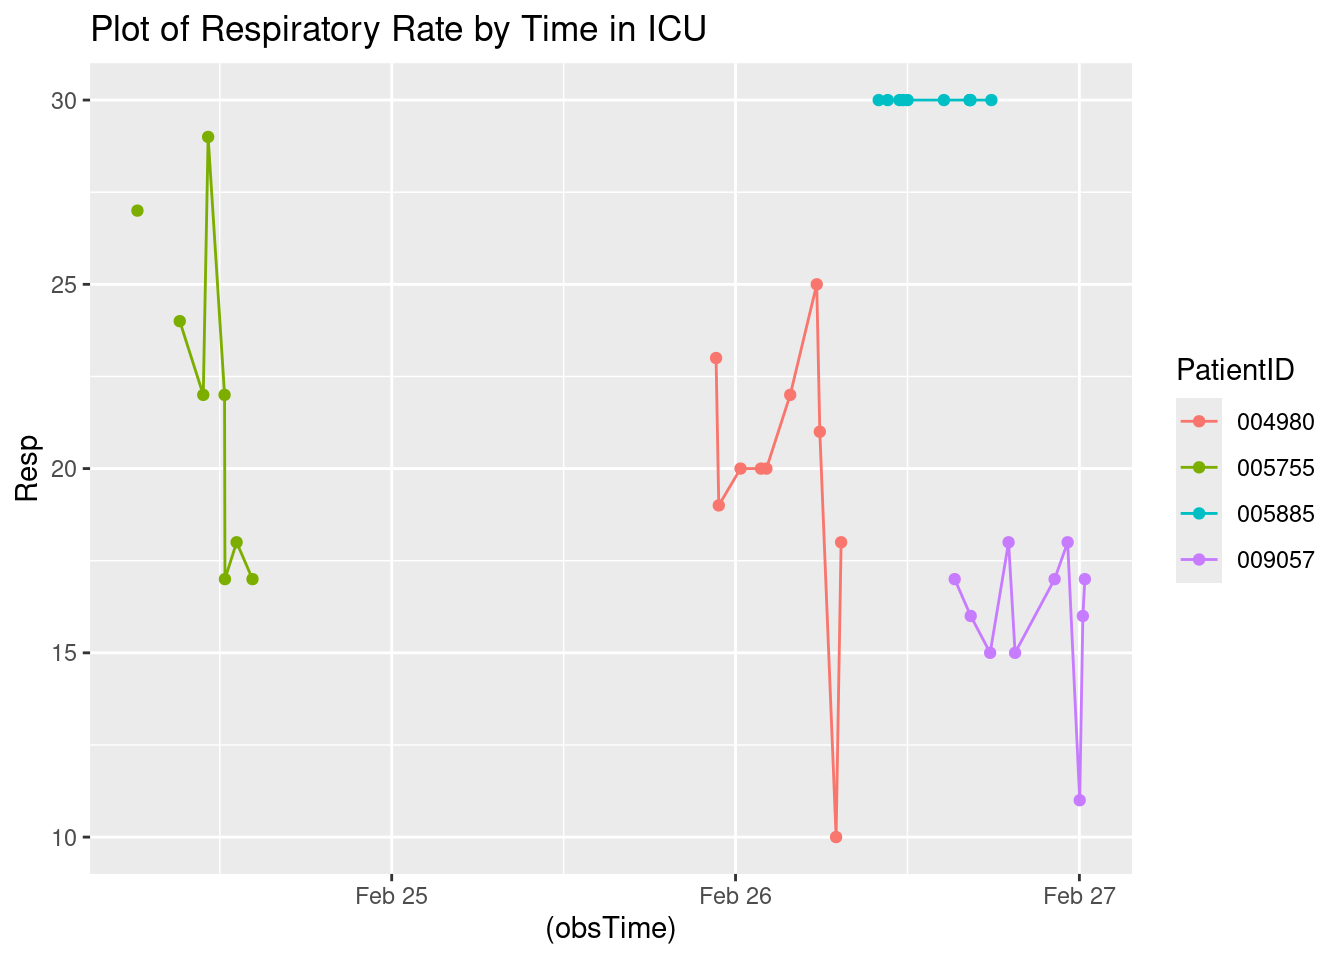 Plot of Respiratory Rate by Time in ICU
30
25
20
15
10
Resp
Feb 25
Feb 26
Feb 27
(obsTime)
PatientID
004980
005755
005885
009057